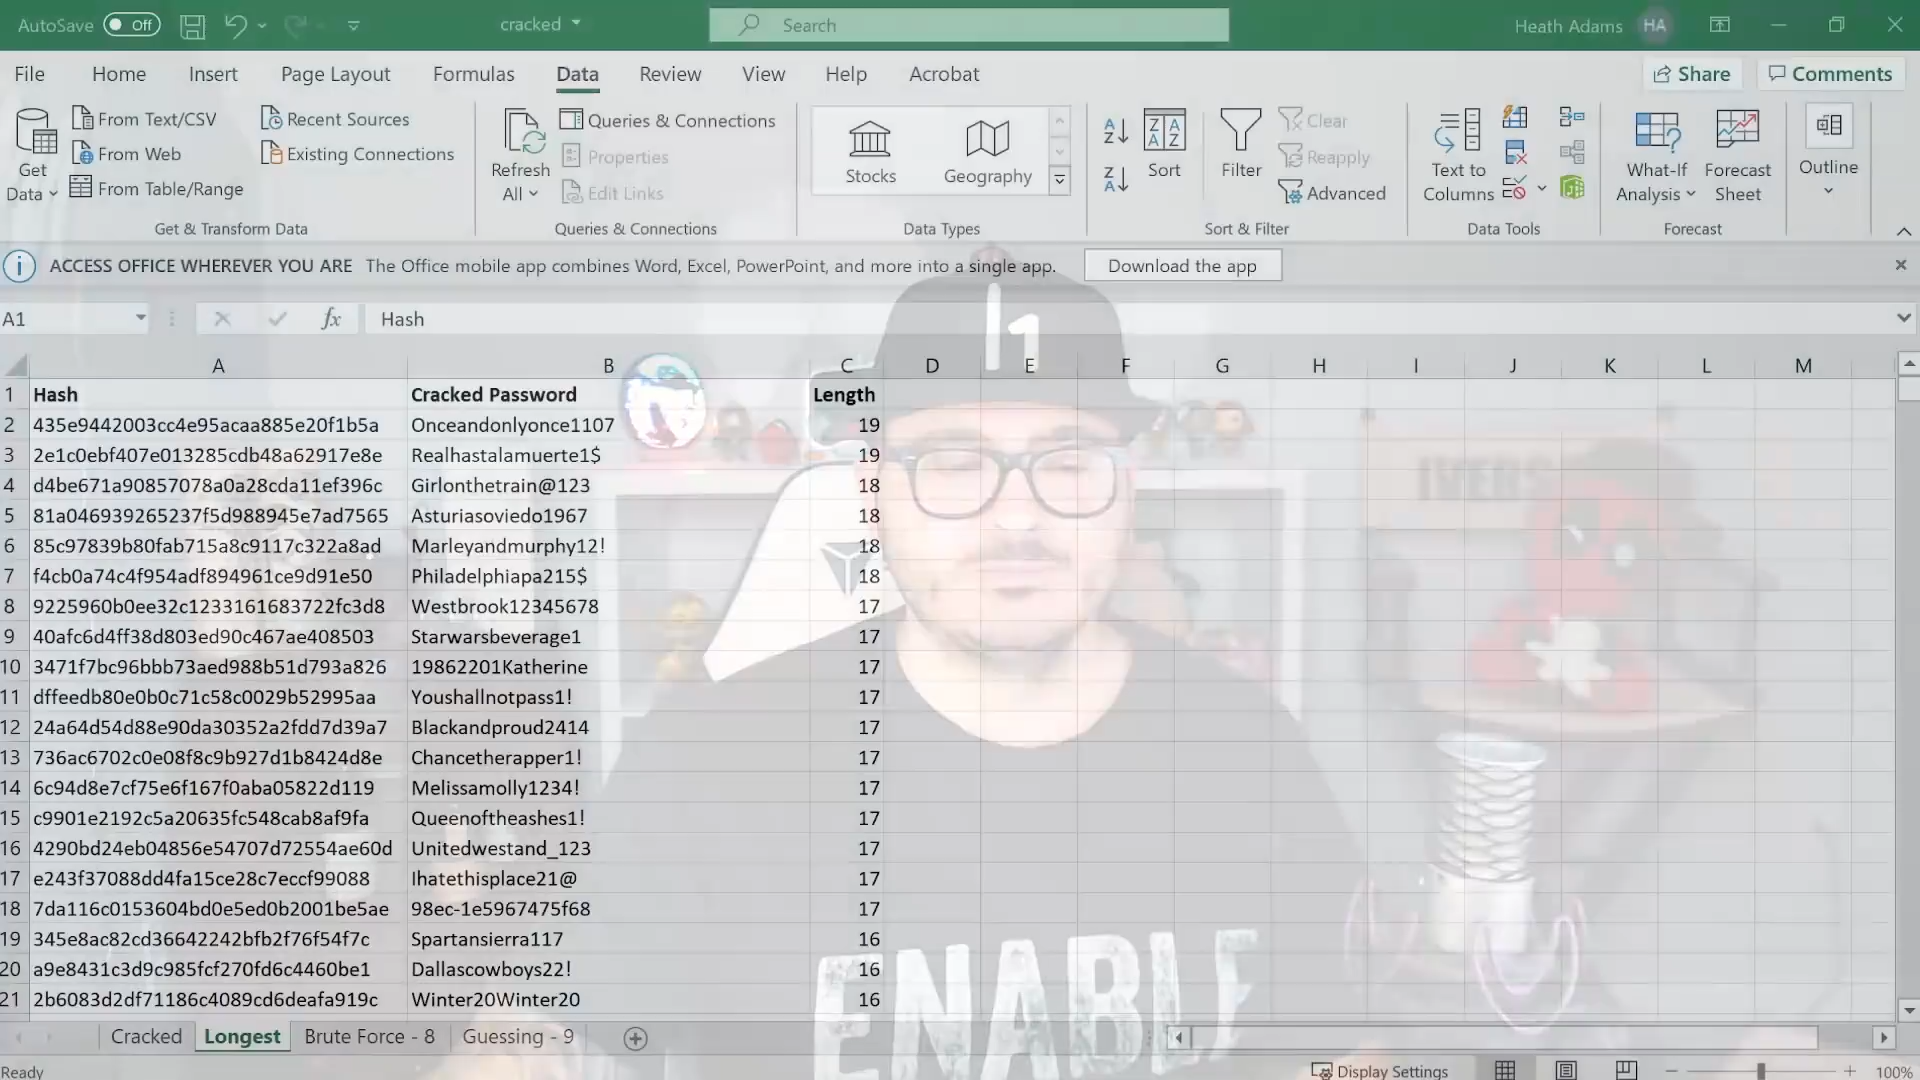 AutoSave Off cracked Search Heath Adams HA
File Home Insert Page Layout Formulas Data Review View Help Acrobat Share Comments
Get Data From Text/CSV From Web From Table/Range Recent Sources Existing Connections
Get & Transform Data
Refresh All Queries & Connections Properties Edit Links
Queries & Connections
Stocks Geography
Data Types
Sort Filter Clear Reapply Advanced
Sort & Filter
Text to Columns
Data Tools
What-If Analysis Forecast Sheet
Forecast
Outline
ACCESS OFFICE WHEREVER YOU ARE The Office mobile app combines Word, Excel, PowerPoint, and more into a single app. Download the app
A1 fx Hash
A B C D E F G H I J K L M
1 Hash Cracked Password Length
2 435e9442003cc4e95acaa885e20f1b5a Onceandonlyonce1107 19
3 2e1c0ebf407e013285cdb48a62917e8e Realhastalamuerte1$ 19
4 d4be671a90857078a0a28cda11ef396c Girlonthetrain@123 18
5 81a046939265237f5d988945e7ad7565 Asturiasoviedo1967 18
6 85c97839b80fab715a8c9117c322a8ad Marleyandmurphy12! 18
7 f4cb0a74c4f954adf894961ce9d91e50 Philadelphiapa215$ 18
8 9225960b0ee32c1233161683722fc3d8 Westbrook12345678 17
9 40afc6d4ff38d803ed90c467ae408503 Starwarsbeverage1 17
10 3471f7bc96bbb73aed988b51d793a826 19862201Katherine 17
11 dffeedb80e0b0c71c58c0029b52995aa Youshallnotpass1! 17
12 24a64d54d88e90da30352a2fdd7d39a7 Blackandproud2414 17
13 736ac6702c0e08f8c9b927d1b8424d8e Chancetherapper1! 17
14 6c94d8e7cf75e6f167f0aba05822d119 Melissamolly1234! 17
15 c9901e2192c5a20635fc548cab8af9fa Queenoftheashes1! 17
16 4290bd24eb04856e54707d72554ae60d Unitedwestand_123 17
17 e243f37088dd4fa15ce28c7eccf99088 Ihatethisplace21@ 17
18 7da116c0153604bd0e5ed0b2001be5ae 98ec-1e5967475f68 17
19 345e8ac82cd36642242bfb2f76f54f7c Spartansierra117 16
20 a9e8431c3d9c985fcf270fd6c4460be1 Dallascowboys22! 16
21 2b6083d2df71186c4089cd6deafa919c Winter20Winter20 16
ENABLE
Cracked Longest Brute Force - 8 Guessing - 9
Ready Display Settings 100%